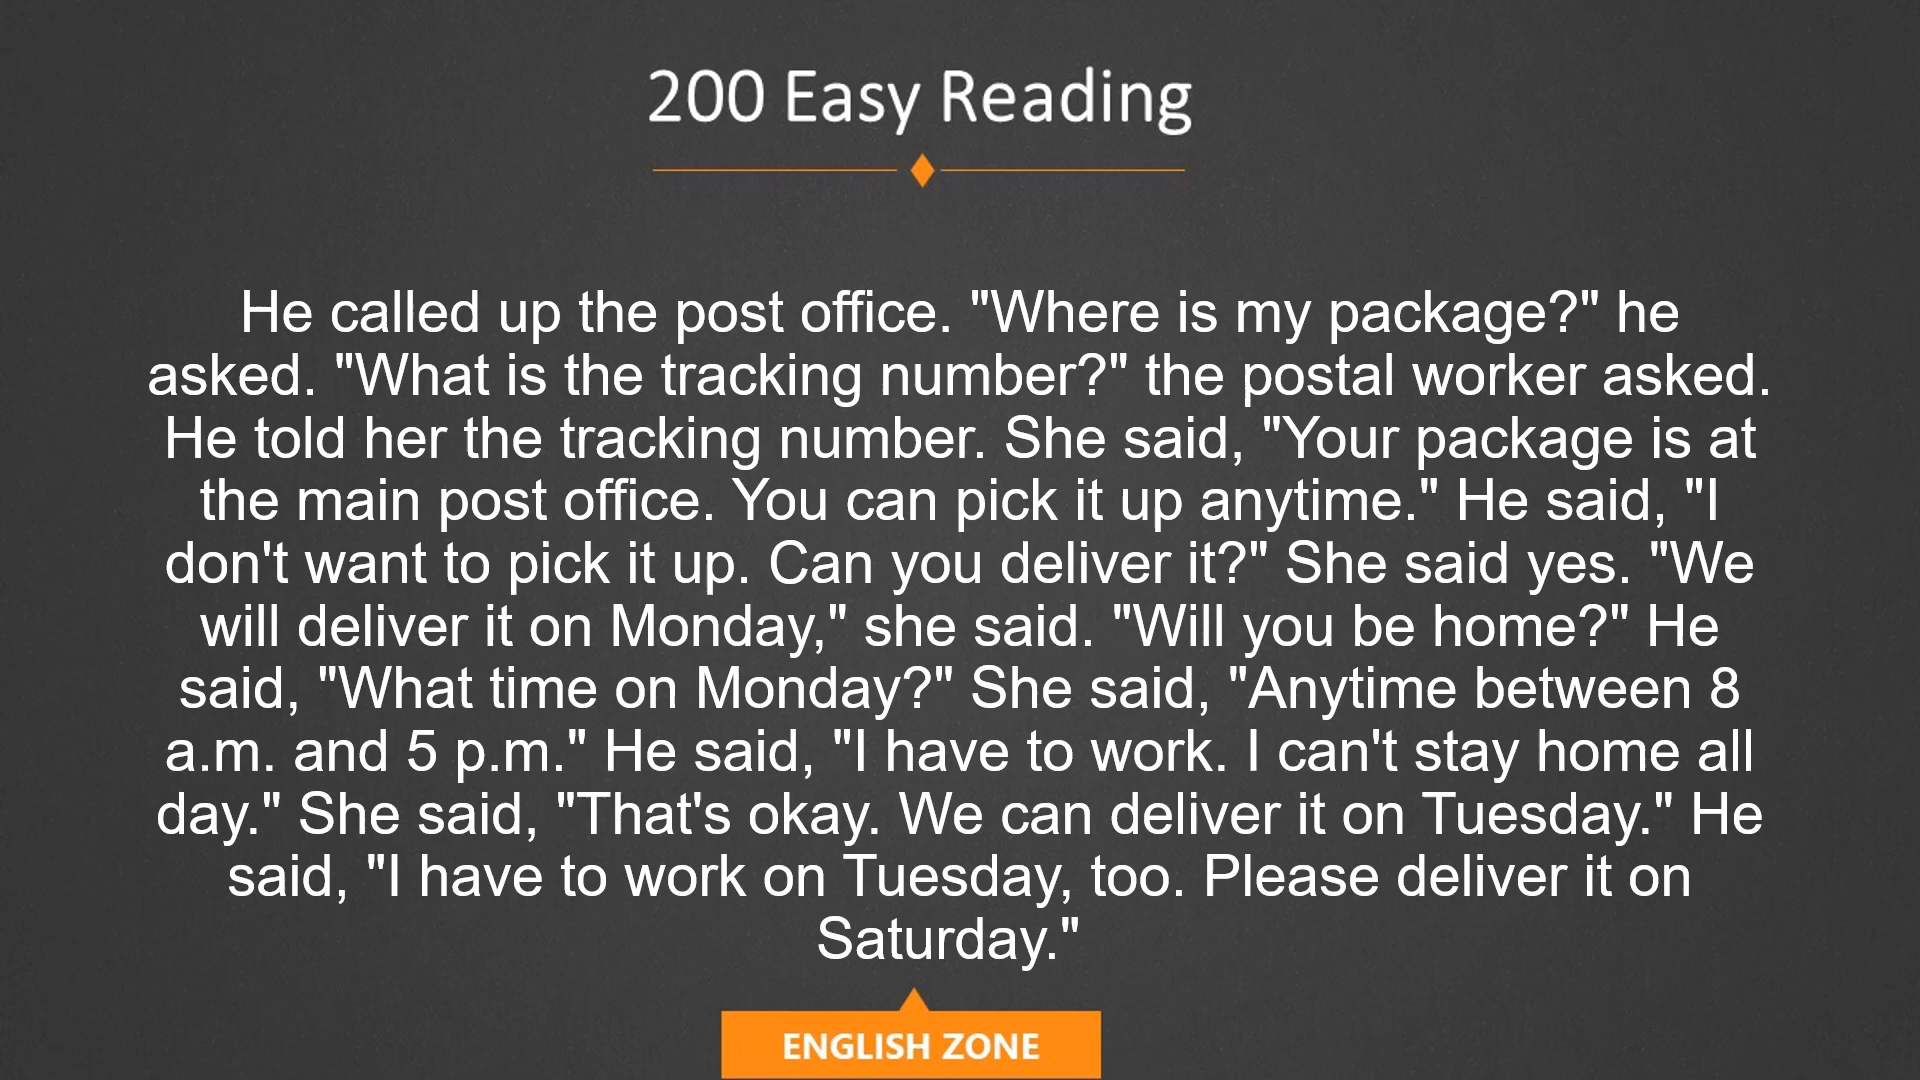 200 Easy Reading
He called up the post office. "Where is my package?" he
asked. "What is the tracking number?" the postal worker asked.
He told her the tracking number. She said, "Your package is at
the main post office. You can pick it up anytime." He said, "I
don't want to pick it up. Can you deliver it?" She said yes. "We
will deliver it on Monday," she said. "Will you be home?" He
said, "What time on Monday?" She said, "Anytime between 8
a.m. and 5 p.m." He said, "I have to work. I can't stay home all
day." She said, "That's okay. We can deliver it on Tuesday." He
said, "I have to work on Tuesday, too. Please deliver it on
Saturday."
ENGLISH ZONE